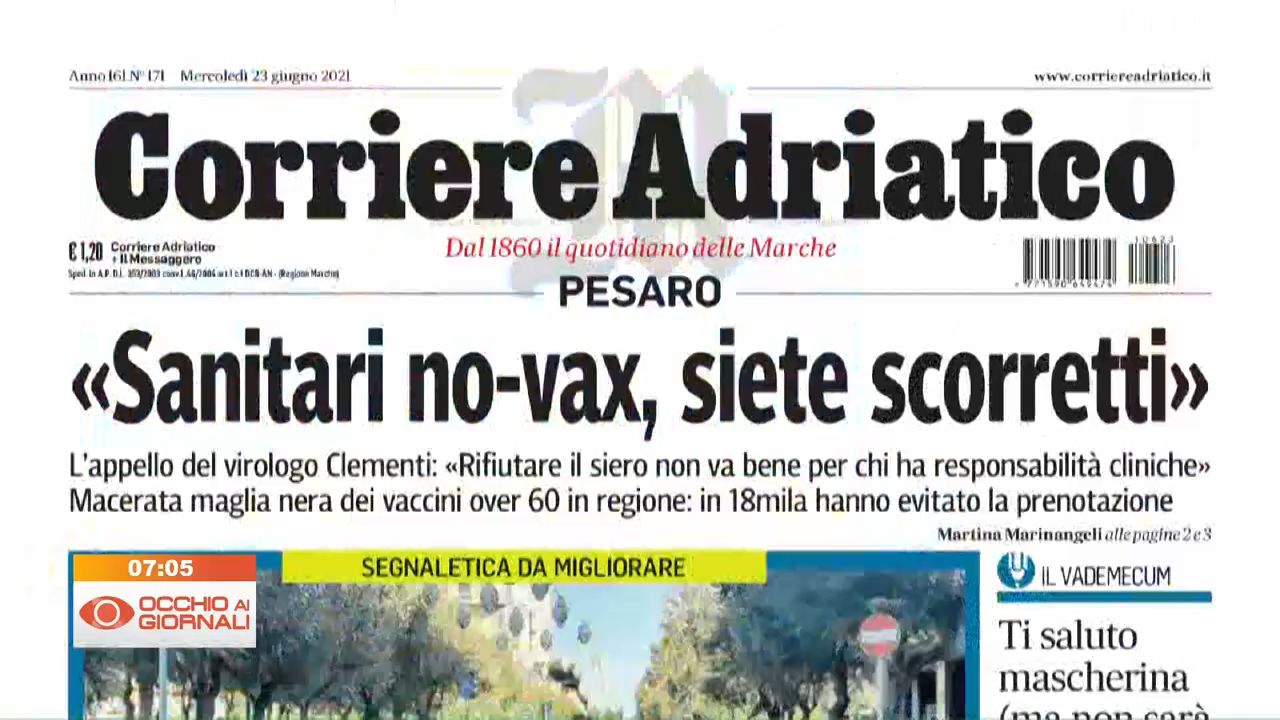 Anno 161 N° 171 Mercoledì 23 giugno 2021
www.corriereadriatico.it
Corriere Adriatico
€ 1,20 Corriere Adriatico
+ Il Messaggero
Dal 1860 il quotidiano delle Marche
PESARO
«Sanitari no-vax, siete scorretti»
L'appello del virologo Clementi: «Rifiutare il siero non va bene per chi ha responsabilità cliniche»
Macerata maglia nera dei vaccini over 60 in regione: in 18mila hanno evitato la prenotazione
Martina Marinangeli alle pagine 2 e 3
07:05
OCCHIO AI
GIORNALI
SEGNALETICA DA MIGLIORARE
IL VADEMECUM
Ti saluto
mascherina
(ma non sarà